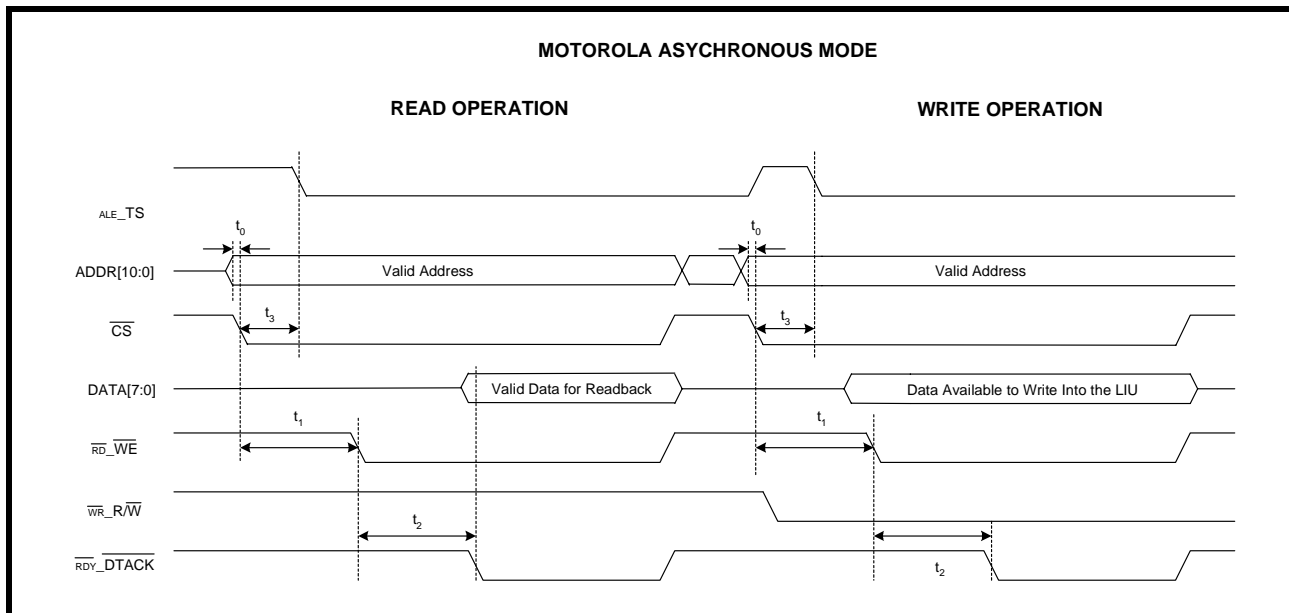 MOTOROLA ASYCHRONOUS MODE
READ OPERATION WRITE OPERATION
ALE_TS
t0 t0
ADDR[10:0] Valid Address Valid Address
CS t3 t3
DATA[7:0] Valid Data for Readback Data Available to Write Into the LIU
t1 t1
RD_WE
WR_R/W
t2
RDY_DTACK t2